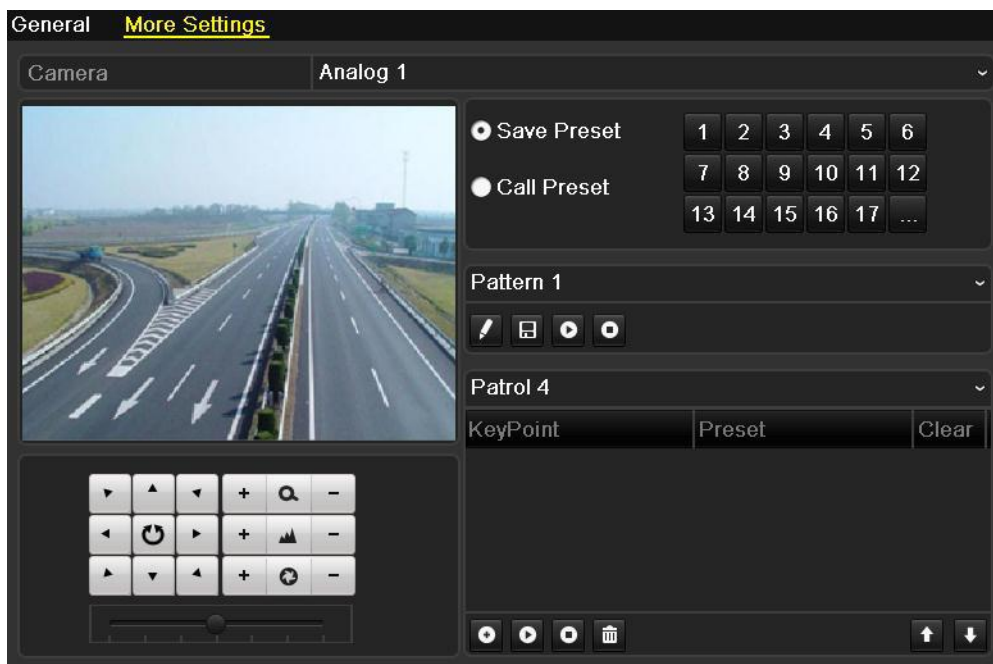 General More Settings
Camera Analog 1
Save Preset 1 2 3 4 5 6
Call Preset 7 8 9 10 11 12
13 14 15 16 17 ...
Pattern 1
Patrol 4
KeyPoint Preset Clear